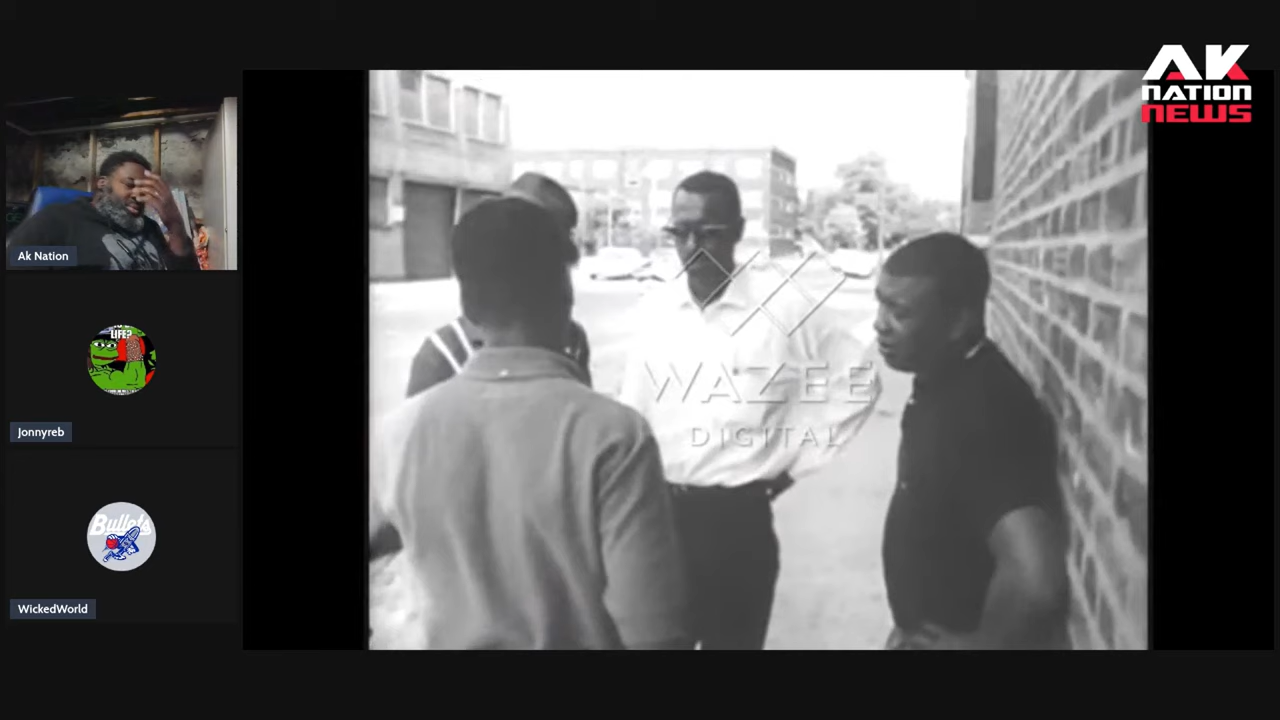 AK
NATION
NEWS
Ak Nation
LIFE?
Jonnyreb
Bullets
WickedWorld
WAZEE
DIGITAL